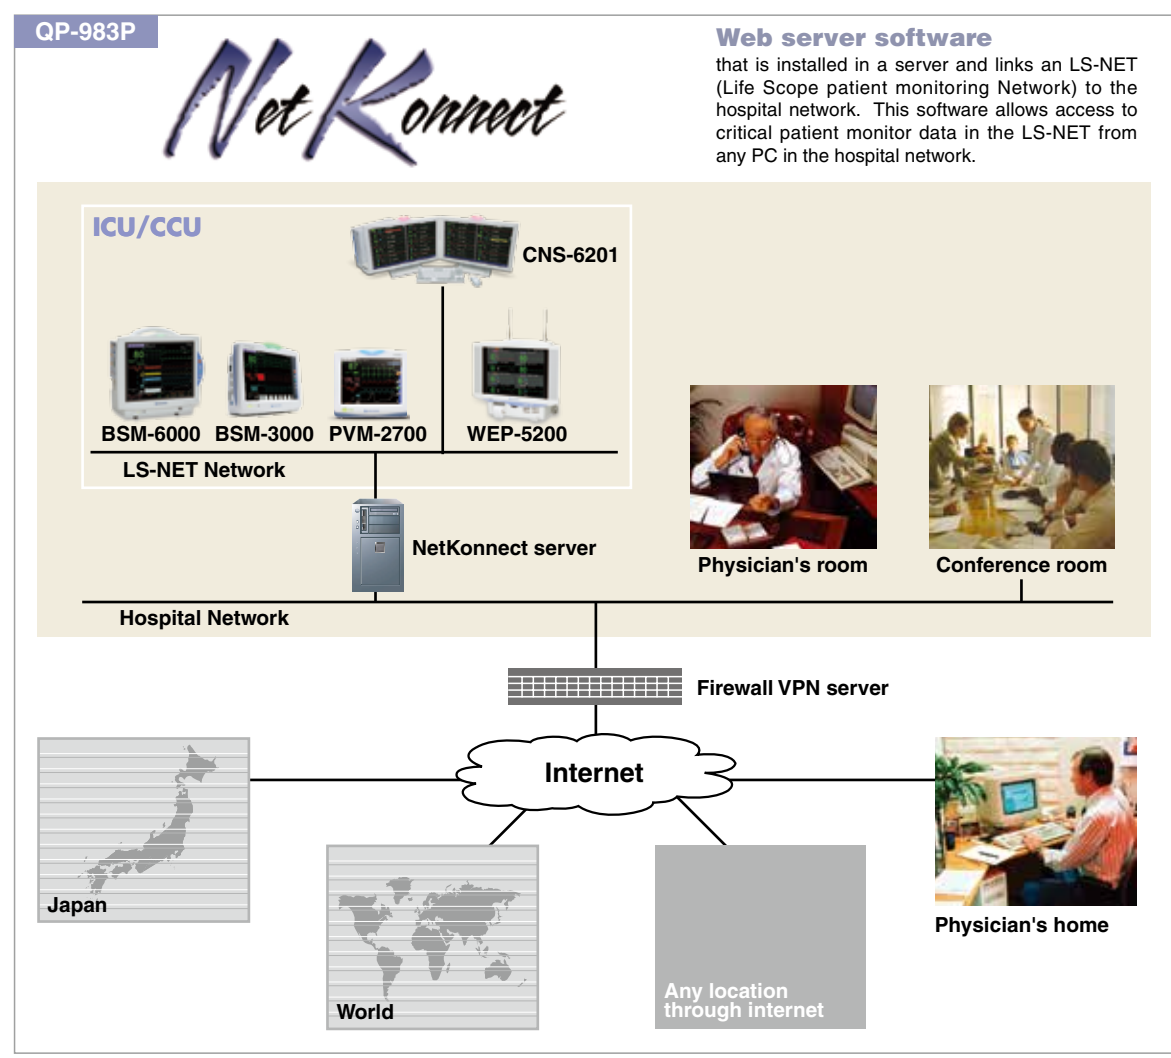 QP-983P
Net Konnect
Web server software
that is installed in a server and links an LS-NET
(Life Scope patient monitoring Network) to the
hospital network. This software allows access to
critical patient monitor data in the LS-NET from
any PC in the hospital network.
ICU/CCU
CNS-6201
BSM-6000 BSM-3000 PVM-2700 WEP-5200
LS-NET Network
NetKonnect server
Physician's room
Conference room
Hospital Network
Firewall VPN server
Internet
Japan
World
Any location
through internet
Physician's home